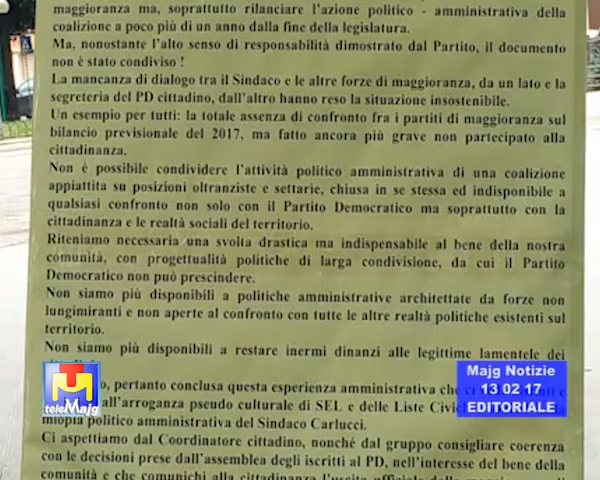 maggioranza ma, soprattutto rilanciare l'azione politico - amministrativa della
coalizione a poco più di un anno dalla fine della legislatura.
Ma, nonostante l'alto senso di responsabilità dimostrato dal Partito, il documento
non è stato condiviso !
La mancanza di dialogo tra il Sindaco e le altre forze di maggioranza, da un lato e la
segreteria del PD cittadino, dall'altro hanno reso la situazione insostenibile.
Un esempio per tutti: la totale assenza di confronto fra i partiti di maggioranza sul
bilancio previsionale del 2017, ma fatto ancora più grave non partecipato alla
cittadinanza.
Non è possibile condividere l'attività politico amministrativa di una coalizione
appiattita su posizioni oltranziste e settarie, chiusa in se stessa ed indisponibile a
qualsiasi confronto non solo con il Partito Democratico ma soprattutto con la
cittadinanza e le realtà sociali del territorio.
Riteniamo necessaria una svolta drastica ma indispensabile al bene della nostra
comunità, con progettualità politiche di larga condivisione, da cui il Partito
Democratico non può prescindere.
Non siamo più disponibili a politiche amministrative architettate da forze non
lungimiranti e non aperte al confronto con tutte le altre realtà politiche esistenti sul
territorio.
Non siamo più disponibili a restare inermi dinanzi alle legittime lamentele dei
pertanto conclusa questa esperienza amministrativa che
all'arroganza pseudo culturale di SEL e delle Liste
miopia politico amministrativa del Sindaco Carlucci.
Ci aspettiamo dal Coordinatore cittadino, nonché dal gruppo consigliare coerenza
con le decisioni prese dall'assemblea degli iscritti al PD, nell'interesse del bene della
comunità e che comunichi alla cittadinanza l'uscita ufficiale dalla
teleMajg
Majg Notizie
13 02 17
EDITORIALE